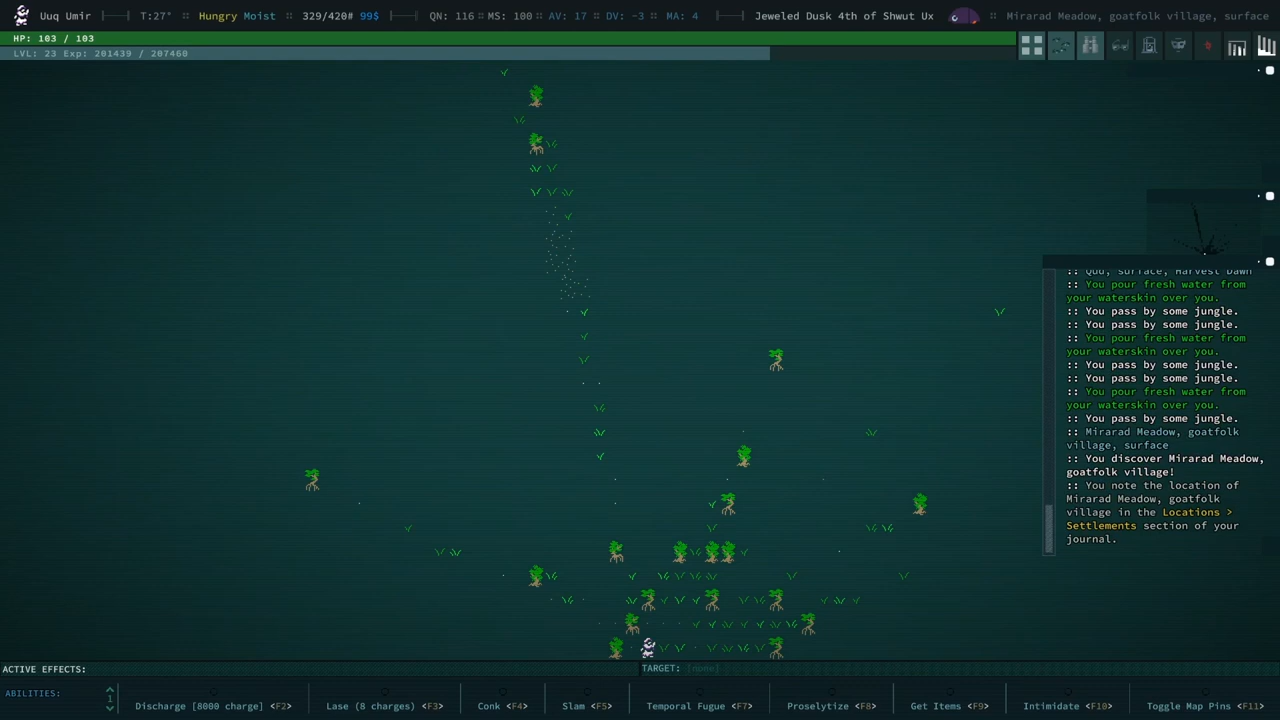 Uuq Umir T:27° Hungry Moist 329/420# 99$ QN: 116 MS: 100 AV: 17 DV: -3 MA: 4 Jeweled Dusk 4th of Shwut Ux Mirarad Meadow, goatfolk village, surface
HP: 103 / 103
LVL: 23 Exp: 201439 / 207460
:: Qud, surface, Harvest Dawn
:: You pour fresh water from
your waterskin over you.
:: You pass by some jungle.
:: You pass by some jungle.
:: You pour fresh water from
your waterskin over you.
:: You pass by some jungle.
:: You pass by some jungle.
:: You pour fresh water from
your waterskin over you.
:: You pass by some jungle.
:: Mirarad Meadow, goatfolk
village, surface
:: You discover Mirarad Meadow,
goatfolk village!
:: You note the location of
Mirarad Meadow, goatfolk
village in the Locations >
Settlements section of your
journal.
ACTIVE EFFECTS: TARGET: [none]
ABILITIES: 1 Discharge [8000 charge] <F2> Lase (8 charges) <F3> Conk <F4> Slam <F5> Temporal Fugue <F7> Proselytize <F8> Get Items <F9> Intimidate <F10> Toggle Map Pins <F11>